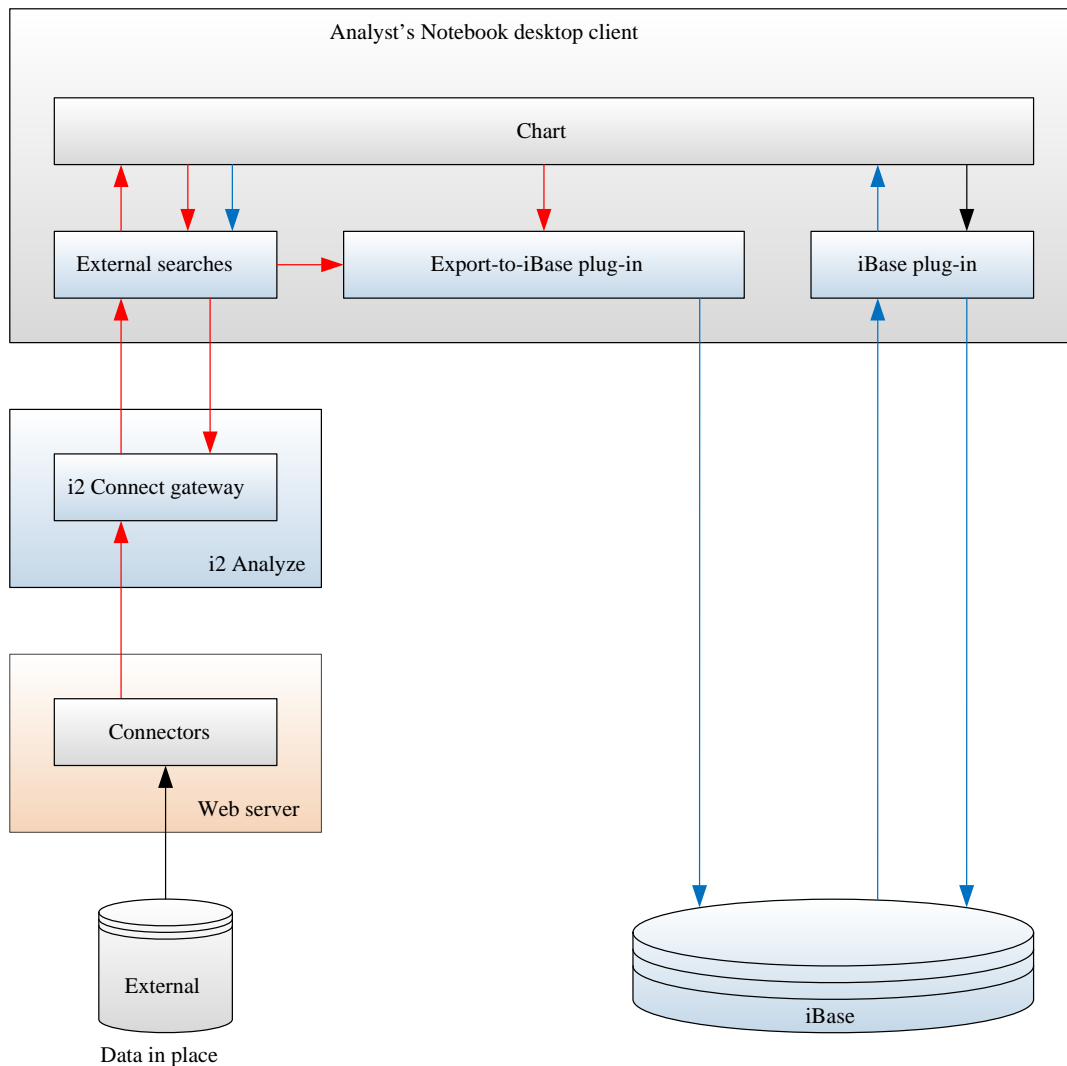 Analyst’s Notebook desktop client
Chart
External searches
Export-to-iBase plug-in
iBase plug-in
i2 Connect gateway
i2 Analyze
Connectors
Web server
External
iBase
Data in place